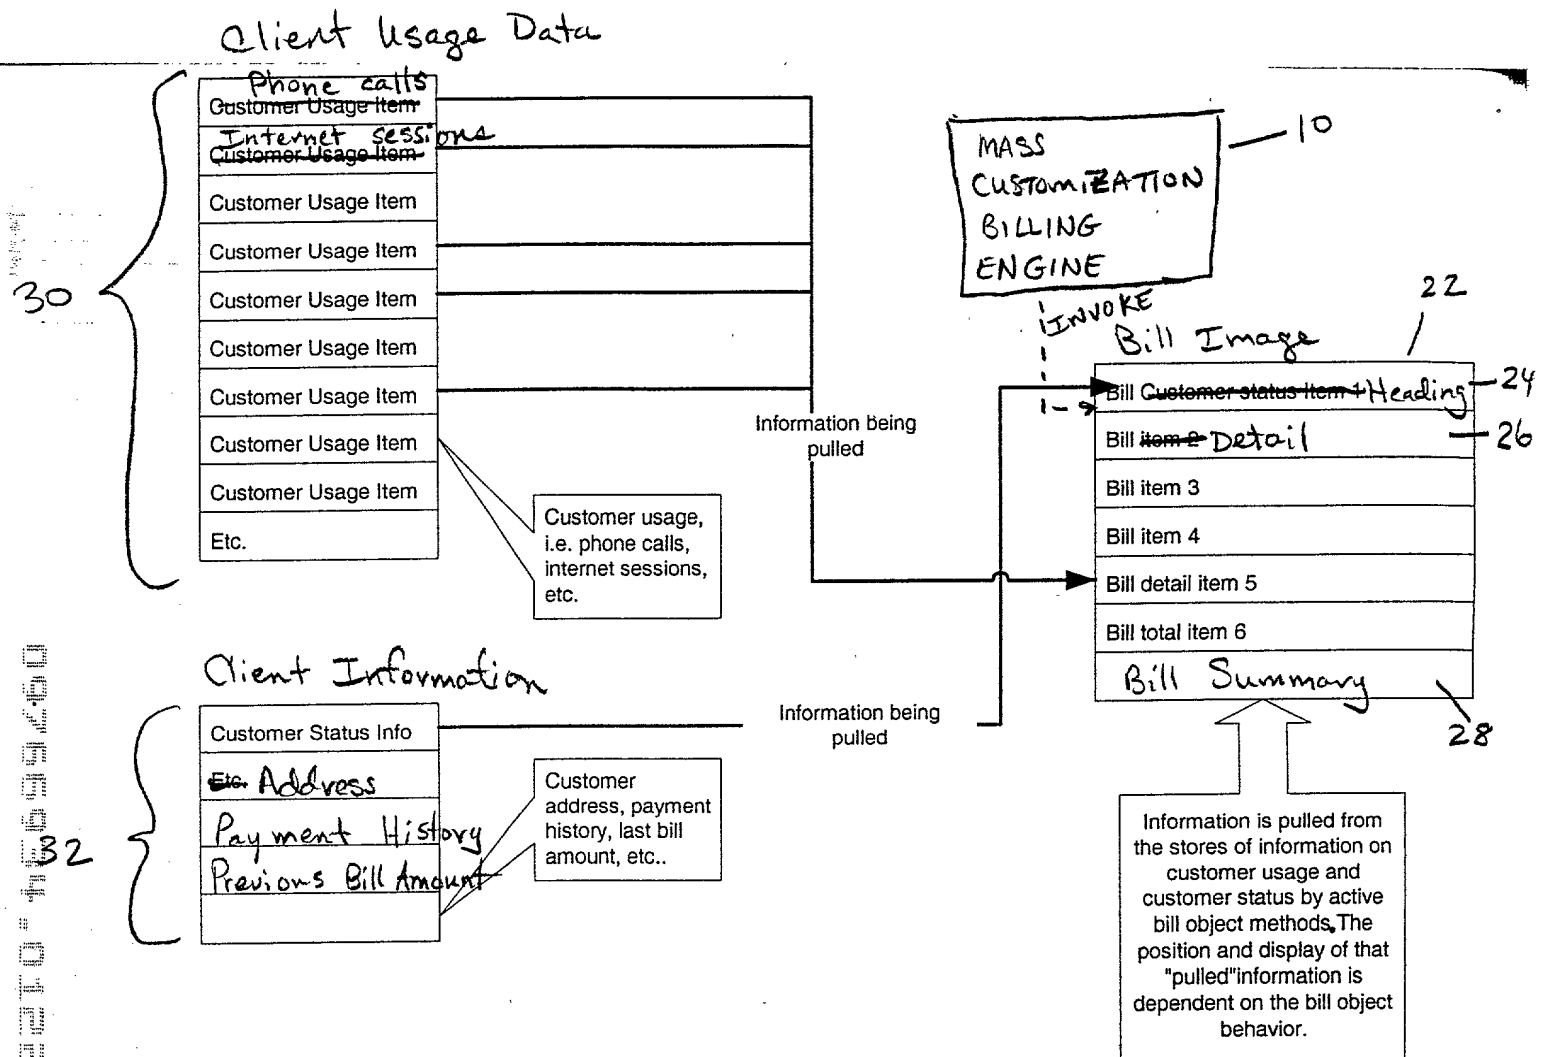 Client Usage Data
Phone calls
Customer Usage Item
Internet sessions
Customer Usage Item
Customer Usage Item
Customer Usage Item
Customer Usage Item
Customer Usage Item
Customer Usage Item
Customer Usage Item
Customer Usage Item
Etc.
30
Customer usage,
i.e. phone calls,
internet sessions,
etc.
Information being
pulled
MASS
CUSTOMIZATION
BILLING
ENGINE
10
INVOKE
Bill Image
22
Bill Customer status item 1 Heading
24
Bill item 2 Detail
26
Bill item 3
Bill item 4
Bill detail item 5
Bill total item 6
Bill Summary
28
Client Information
Customer Status Info
Etc. Address
Payment History
Previous Bill Amount
32
Customer
address, payment
history, last bill
amount, etc..
Information being
pulled
Information is pulled from
the stores of information on
customer usage and
customer status by active
bill object methods. The
position and display of that
"pulled"information is
dependent on the bill object
behavior.